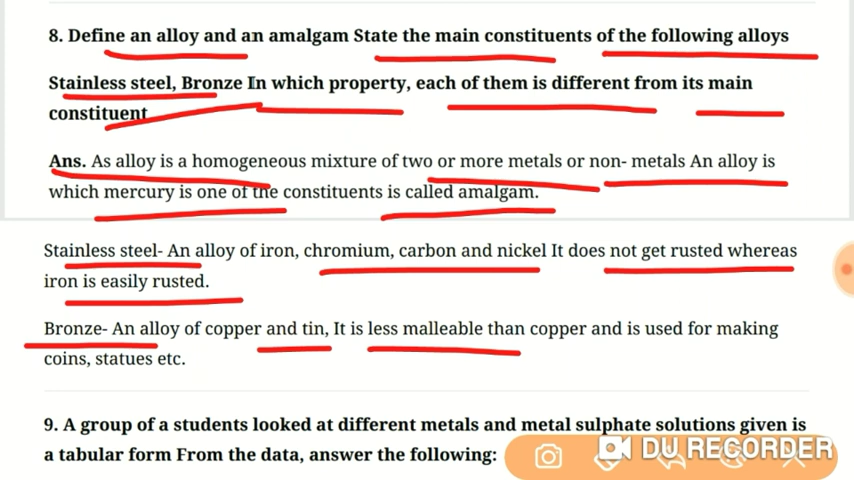 8. Define an alloy and an amalgam State the main constituents of the following alloys
Stainless steel, Bronze In which property, each of them is different from its main
constituent
Ans. As alloy is a homogeneous mixture of two or more metals or non- metals An alloy is
which mercury is one of the constituents is called amalgam.
Stainless steel- An alloy of iron, chromium, carbon and nickel It does not get rusted whereas
iron is easily rusted.
Bronze- An alloy of copper and tin, It is less malleable than copper and is used for making
coins, statues etc.
9. A group of a students looked at different metals and metal sulphate solutions given is
a tabular form From the data, answer the following:
DU RECORDER